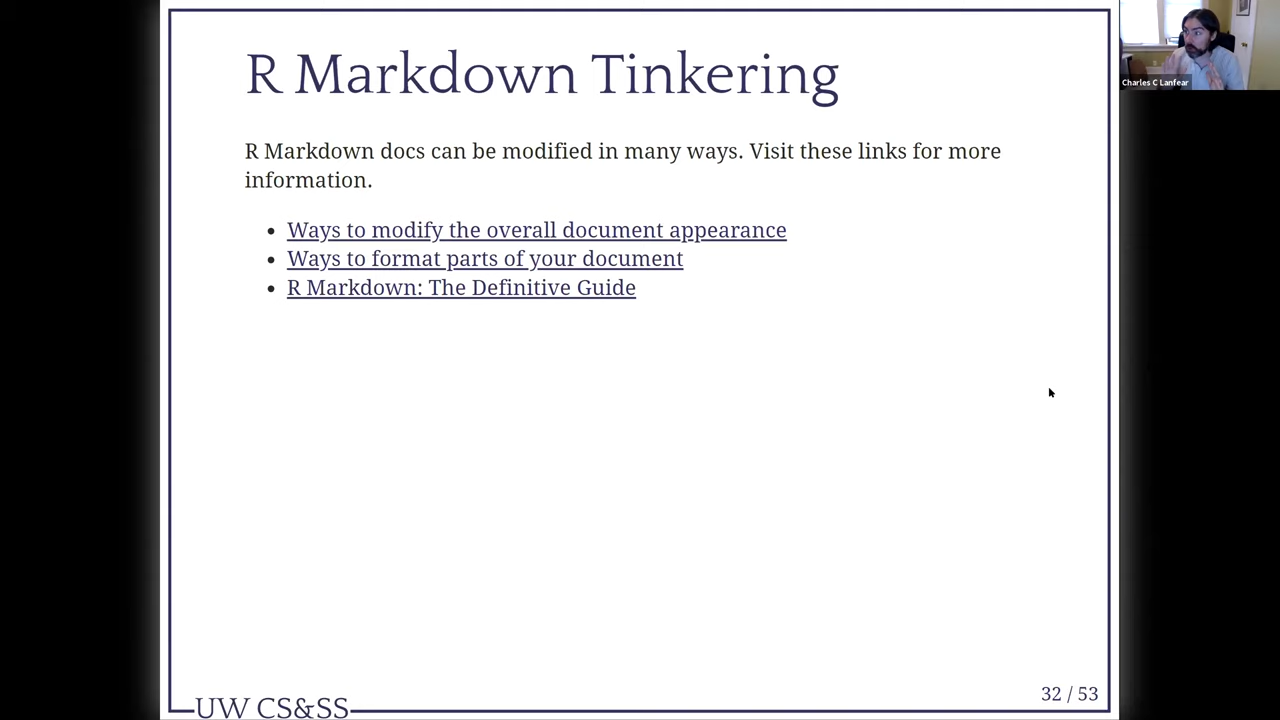 R Markdown Tinkering
Charles C Lanfear
R Markdown docs can be modified in many ways. Visit these links for more
information.
Ways to modify the overall document appearance
Ways to format parts of your document
R Markdown: The Definitive Guide
32 / 53
UW CS&SS